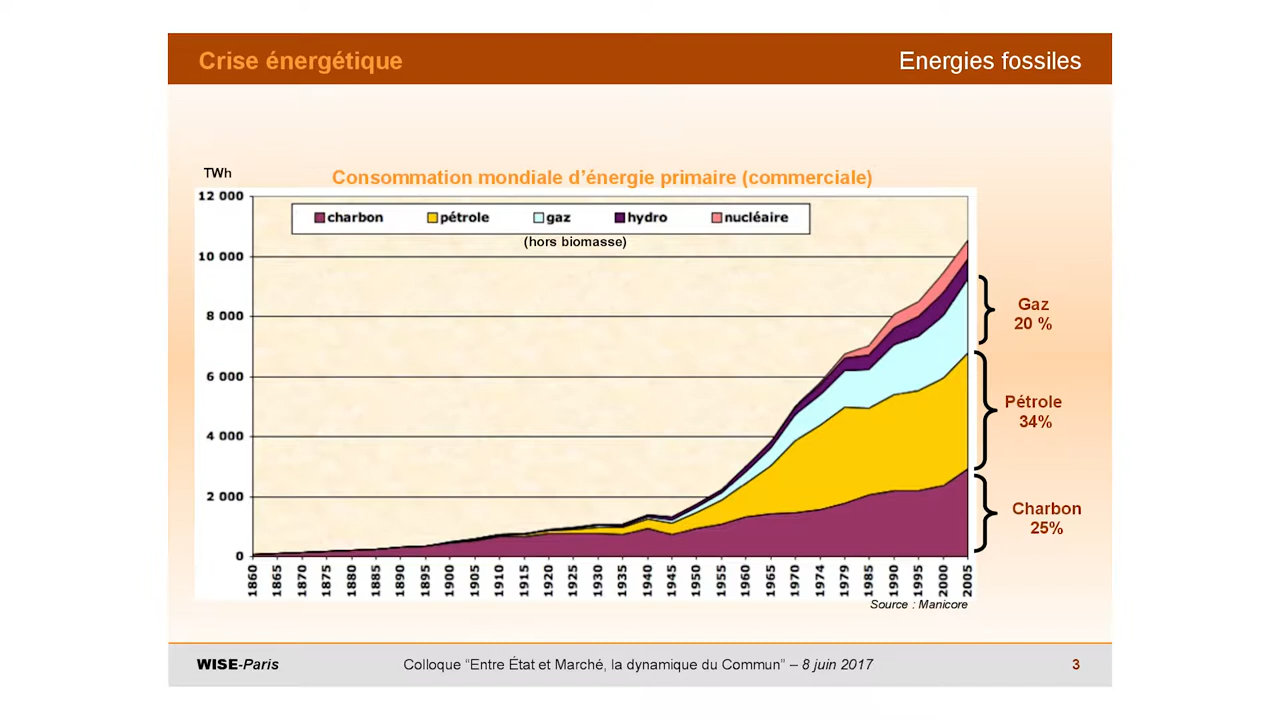 Crise énergétique
Energies fossiles
TWh
Consommation mondiale d’énergie primaire (commerciale)
12 000
charbon pétrole gaz hydro nucléaire
(hors biomasse)
10 000
8 000
6 000
4 000
2 000
0
Gaz
20 %
Pétrole
34%
Charbon
25%
1860 1865 1870 1875 1880 1885 1890 1895 1900 1905 1910 1915 1920 1925 1930 1935 1940 1945 1950 1955 1960 1965 1970 1974 1979 1985 1990 1995 2000 2005
Source : Manicore
WISE-Paris
Colloque “Entre État et Marché, la dynamique du Commun” – 8 juin 2017
3